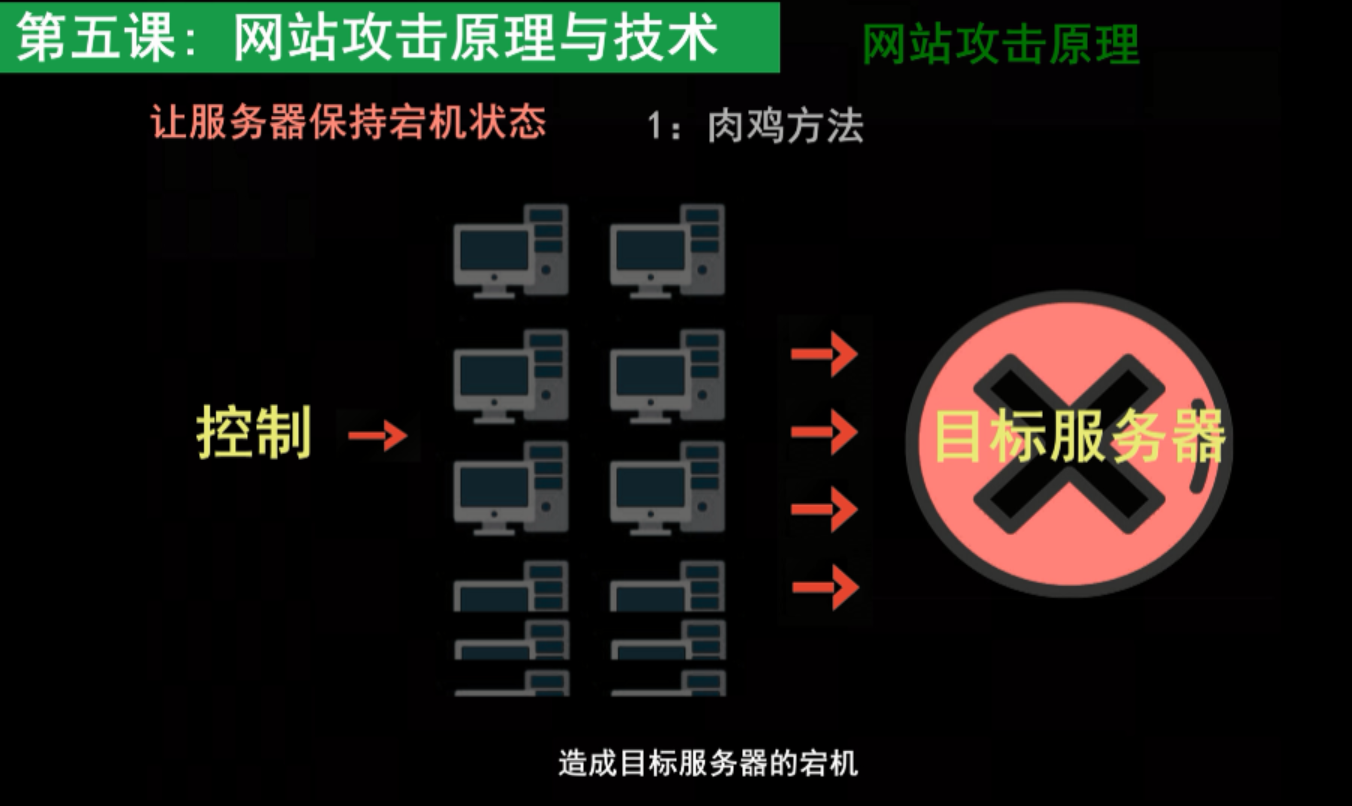 第五课：网站攻击原理与技术
网站攻击原理
让服务器保持宕机状态
1：肉鸡方法
控制
目标服务器
造成目标服务器的宕机